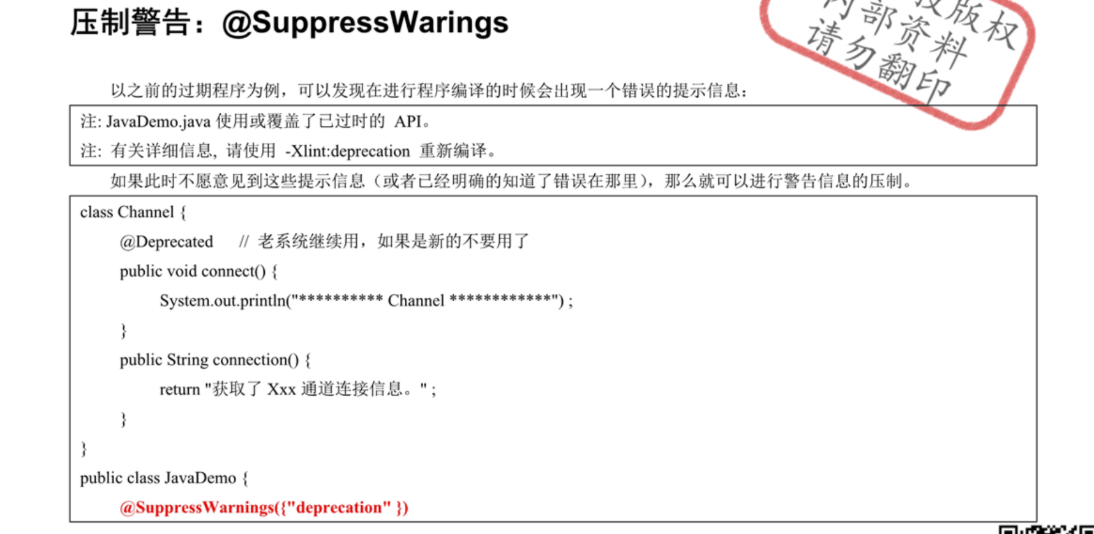 压制警告：@SuppressWarings
权版权
内部资料
请勿翻印
以之前的过期程序为例，可以发现在进行程序编译的时候会出现一个错误的提示信息：
注: JavaDemo.java 使用或覆盖了已过时的 API。
注: 有关详细信息, 请使用 -Xlint:deprecation 重新编译。
如果此时不愿意见到这些提示信息（或者已经明确的知道了错误在那里），那么就可以进行警告信息的压制。
class Channel {
@Deprecated // 老系统继续用，如果是新的不要用了
public void connect() {
System.out.println("********** Channel ************") ;
}
public String connection() {
return "获取了 Xxx 通道连接信息。" ;
}
}
public class JavaDemo {
@SuppressWarnings({"deprecation" })